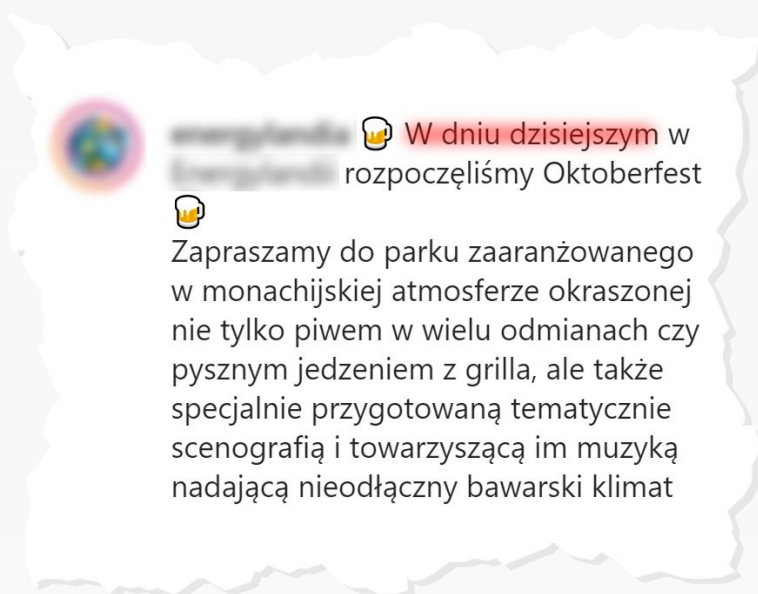 🍺 W dniu dzisiejszym w
rozpoczęliśmy Oktoberfest
🍺
Zapraszamy do parku zaaranżowanego
w monachijskiej atmosferze okraszonej
nie tylko piwem w wielu odmianach czy
pysznym jedzeniem z grilla, ale także
specjalnie przygotowaną tematycznie
scenografią i towarzyszącą im muzyką
nadającą nieodłączny bawarski klimat